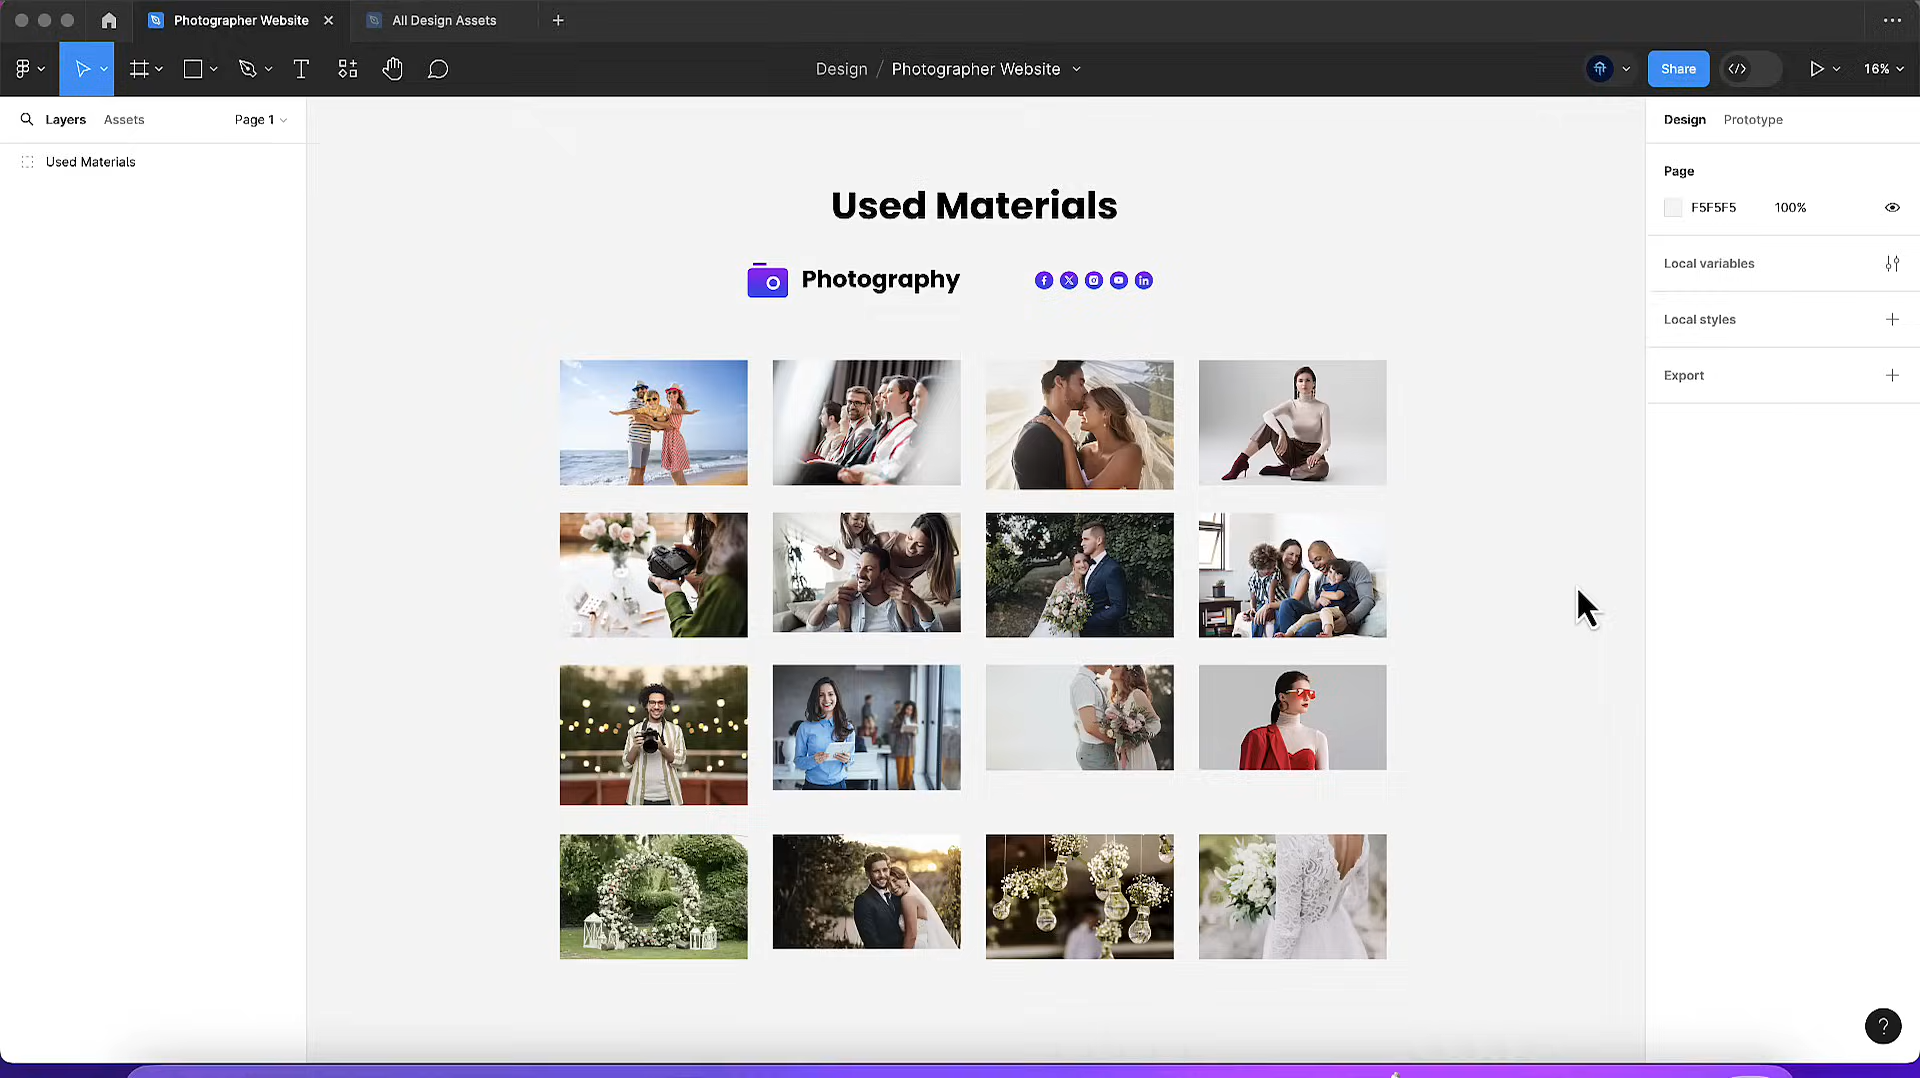 Photographer Website
All Design Assets
Design / Photographer Website
Share
16%
Layers
Assets
Page 1
Design
Prototype
Used Materials
Page
F5F5F5
100%
Used Materials
Local variables
Photography
Local styles
Export
?